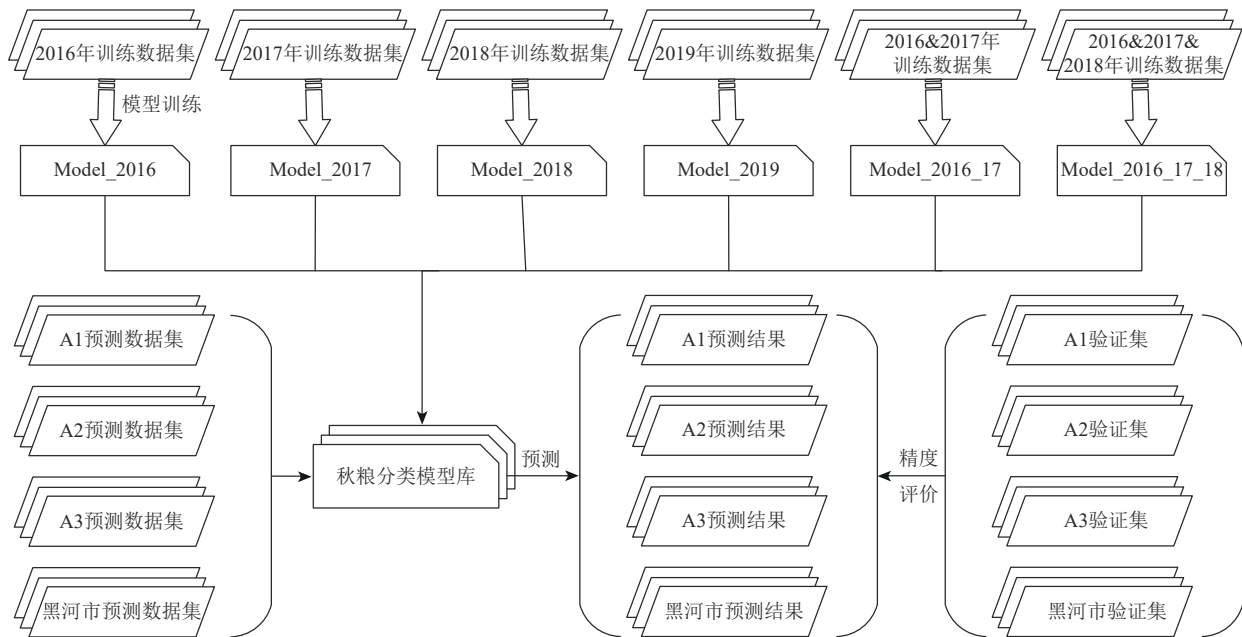 2016年训练数据集
2017年训练数据集
2018年训练数据集
2019年训练数据集
2016&2017年
训练数据集
2016&2017&
2018年训练数据集
模型训练
Model_2016
Model_2017
Model_2018
Model_2019
Model_2016_17
Model_2016_17_18
A1预测数据集
A2预测数据集
A3预测数据集
黑河市预测数据集
秋粮分类模型库
预测
A1预测结果
A2预测结果
A3预测结果
黑河市预测结果
精度
评价
A1验证集
A2验证集
A3验证集
黑河市验证集